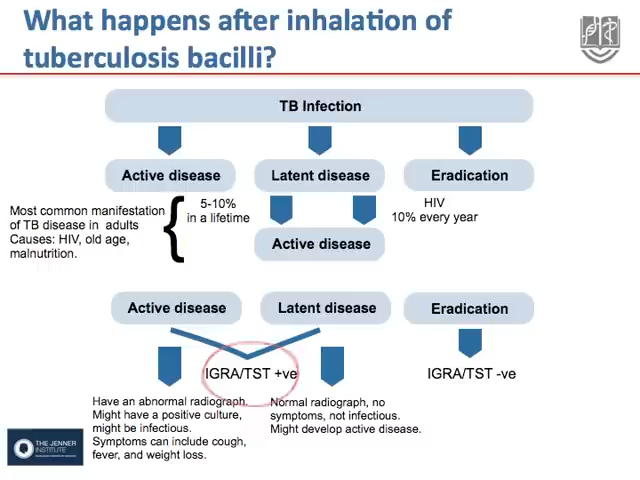 What happens after inhalation of
tuberculosis bacilli?
TB Infection
Active disease
Latent disease
Eradication
Most common manifestation
of TB disease in adults
Causes: HIV, old age,
malnutrition.
5-10%
in a lifetime
HIV
10% every year
Active disease
Active disease
Latent disease
Eradication
IGRA/TST +ve
IGRA/TST -ve
Have an abnormal radiograph.
Might have a positive culture,
might be infectious.
Symptoms can include cough,
fever, and weight loss.
Normal radiograph, no
symptoms, not infectious.
Might develop active disease.
THE JENNER
INSTITUTE